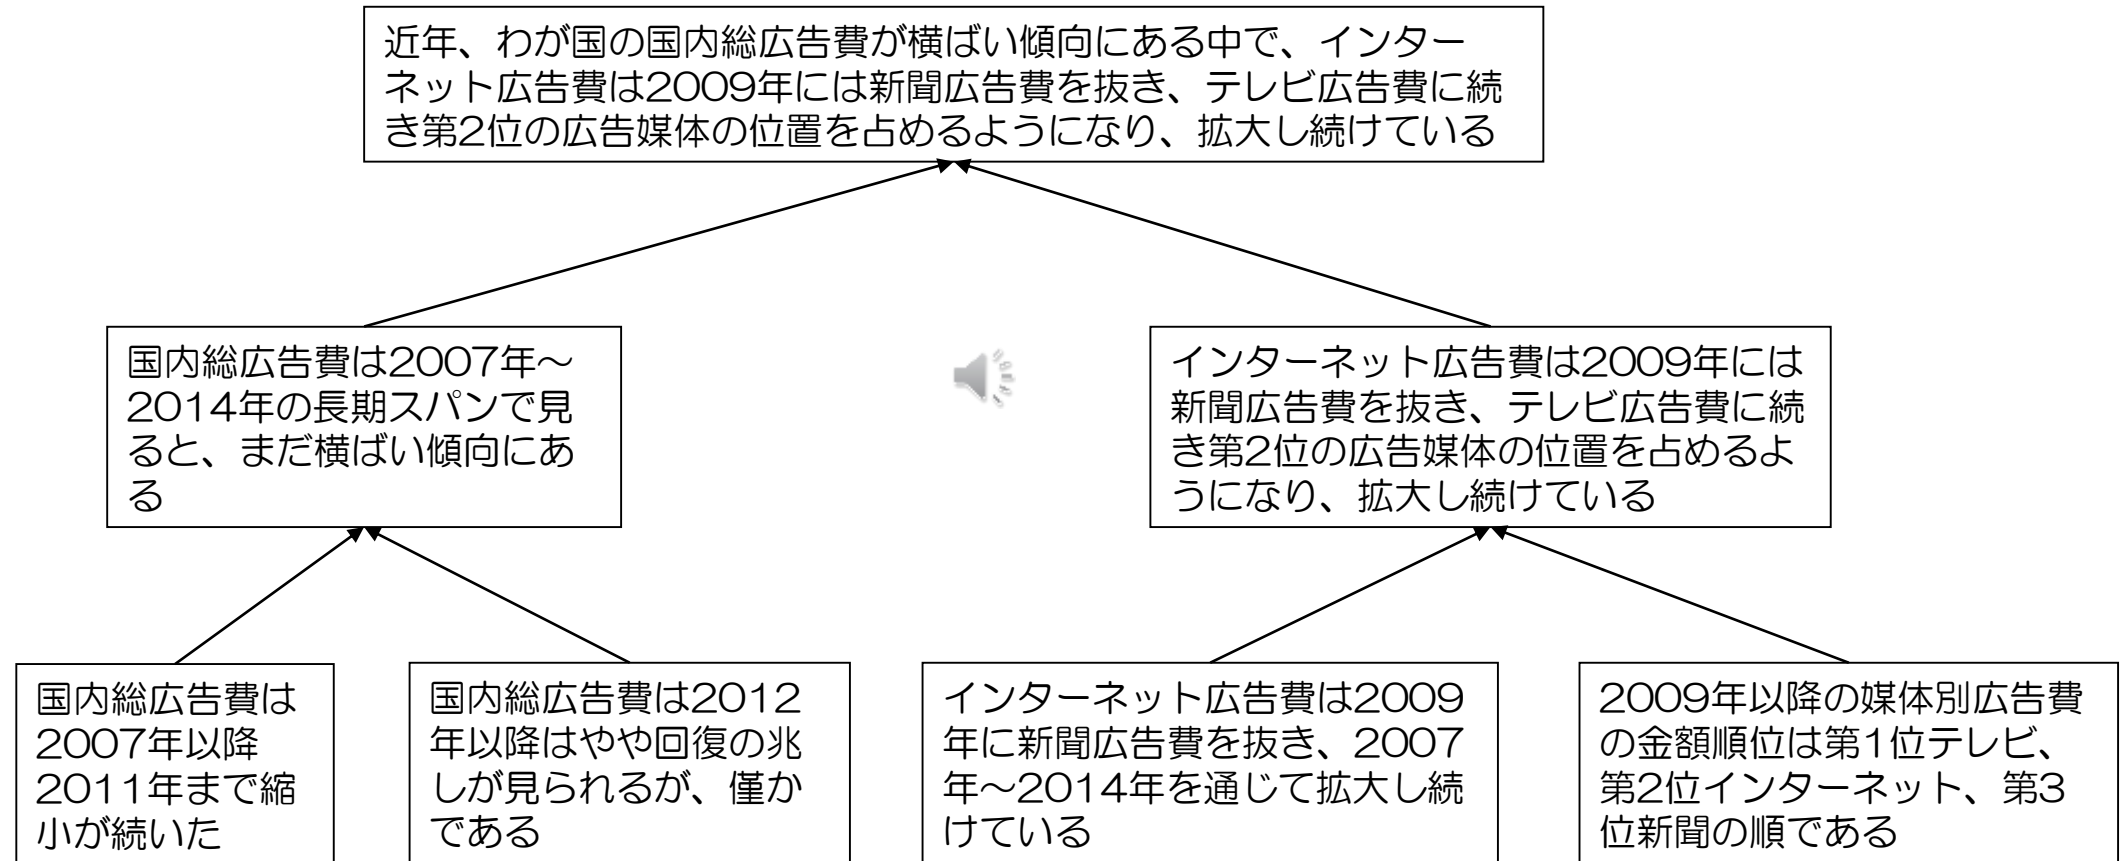 近年、わが国の国内総広告費が横ばい傾向にある中で、インター
ネット広告費は2009年には新聞広告費を抜き、テレビ広告費に続
き第2位の広告媒体の位置を占めるようになり、拡大し続けている
国内総広告費は2007年～
2014年の長期スパンで見
ると、まだ横ばい傾向にあ
る
インターネット広告費は2009年には
新聞広告費を抜き、テレビ広告費に続
き第2位の広告媒体の位置を占めるよ
うになり、拡大し続けている
国内総広告費は
2007年以降
2011年まで縮
小が続いた
国内総広告費は2012
年以降はやや回復の兆
しが見られるが、僅か
である
インターネット広告費は2009
年に新聞広告費を抜き、2007
年～2014年を通じて拡大し続
けている
2009年以降の媒体別広告費
の金額順位は第1位テレビ、
第2位インターネット、第3
位新聞の順である